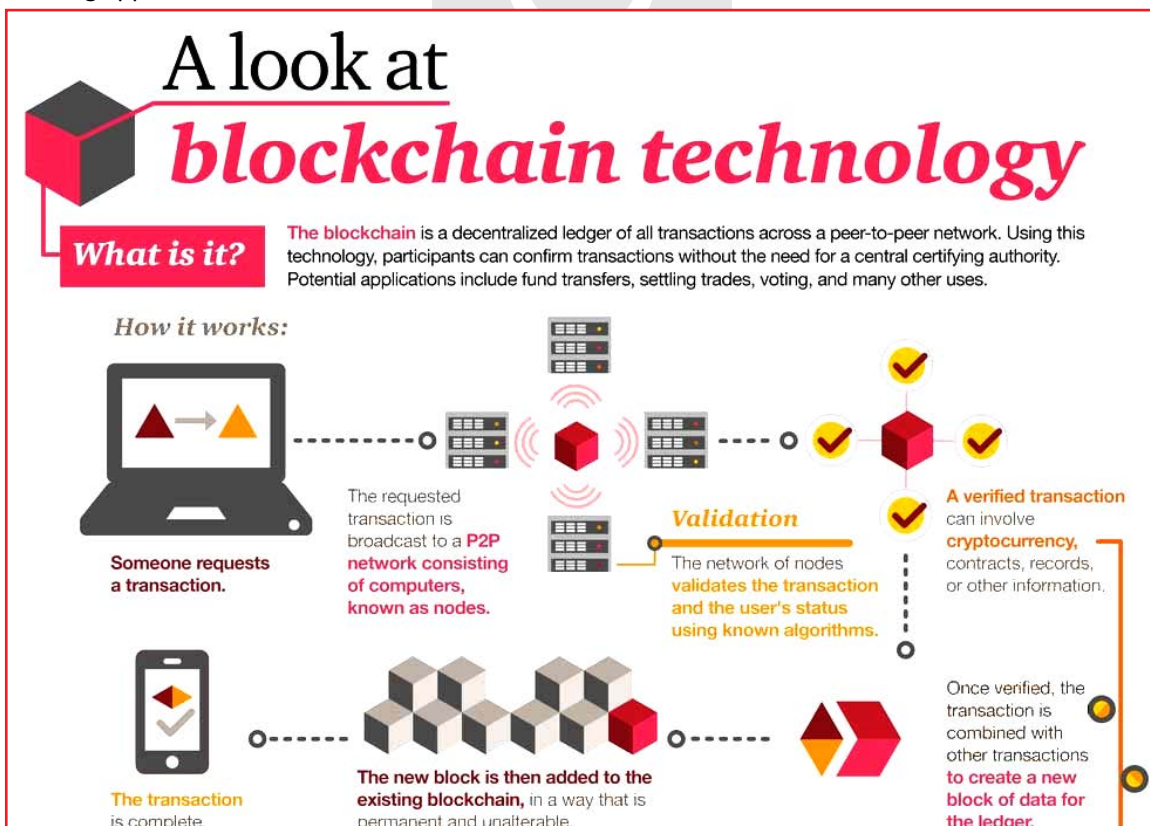 A look at
blockchain technology
What is it?
The blockchain is a decentralized ledger of all transactions across a peer-to-peer network. Using this
technology, participants can confirm transactions without the need for a central certifying authority.
Potential applications include fund transfers, settling trades, voting, and many other uses.
How it works:
Someone requests
a transaction.
The requested
transaction is
broadcast to a P2P
network consisting
of computers,
known as nodes.
Validation
The network of nodes
validates the transaction
and the user's status
using known algorithms.
A verified transaction
can involve
cryptocurrency,
contracts, records,
or other information.
Once verified, the
transaction is
combined with
other transactions
to create a new
block of data for
the ledger.
The new block is then added to the
existing blockchain, in a way that is
permanent and unalterable.
The transaction
is complete.